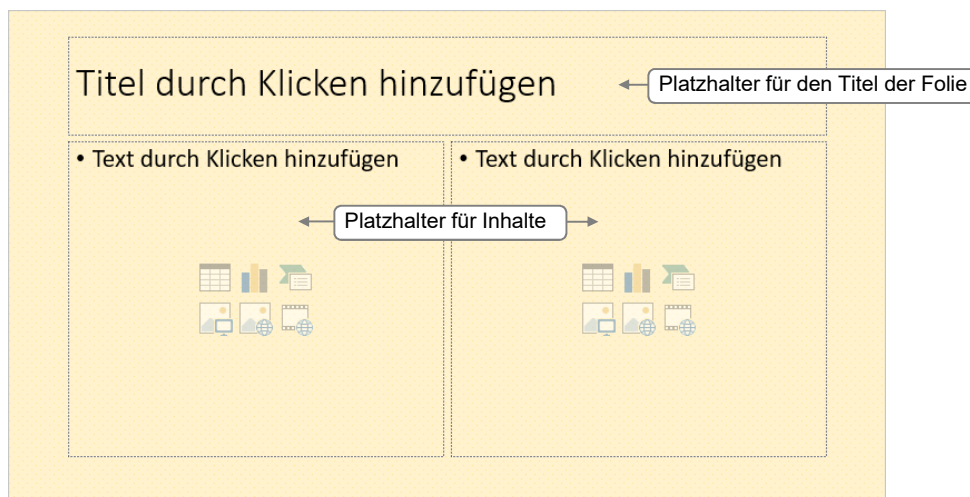 Titel durch Klicken hinzufügen
Platzhalter für den Titel der Folie
• Text durch Klicken hinzufügen
• Text durch Klicken hinzufügen
Platzhalter für Inhalte